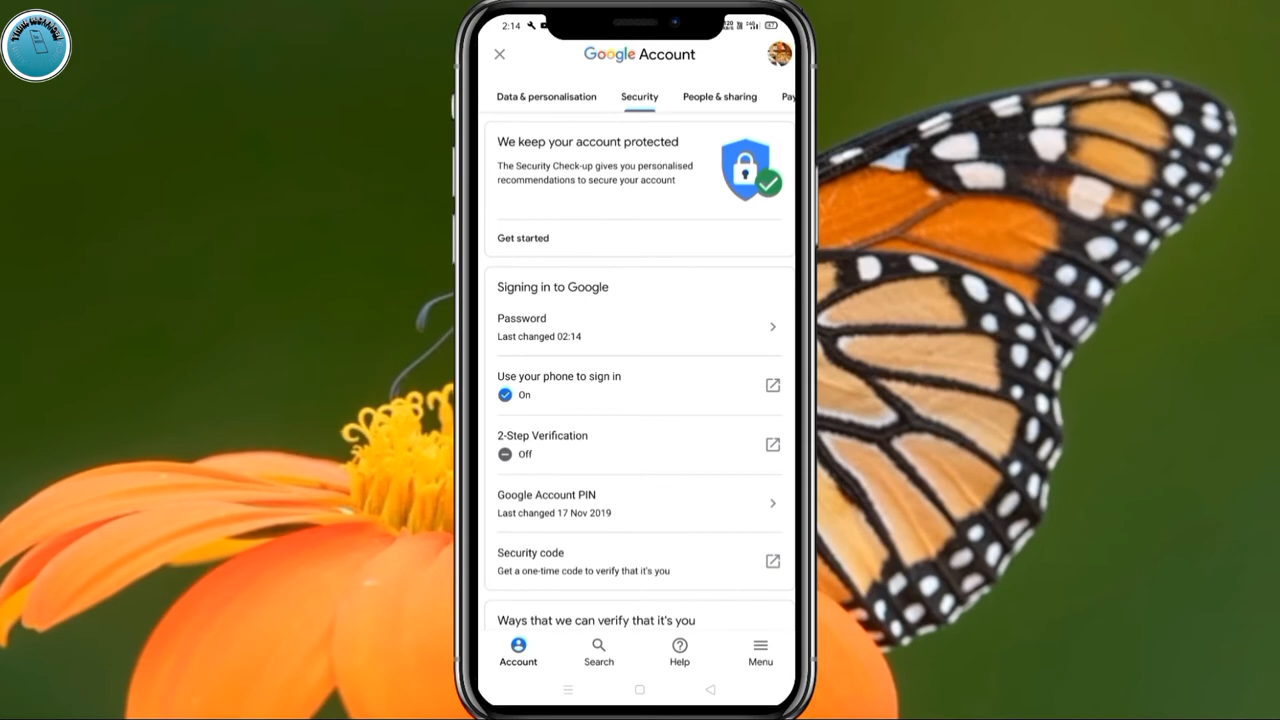 2:14
Google Account
Data & personalisation Security People & sharing Pay
We keep your account protected
The Security Check-up gives you personalised
recommendations to secure your account
Get started
Signing in to Google
Password
Last changed 02:14
Use your phone to sign in
On
2-Step Verification
Off
Google Account PIN
Last changed 17 Nov 2019
Security code
Get a one-time code to verify that it's you
Ways that we can verify that it's you
Account Search Help Menu